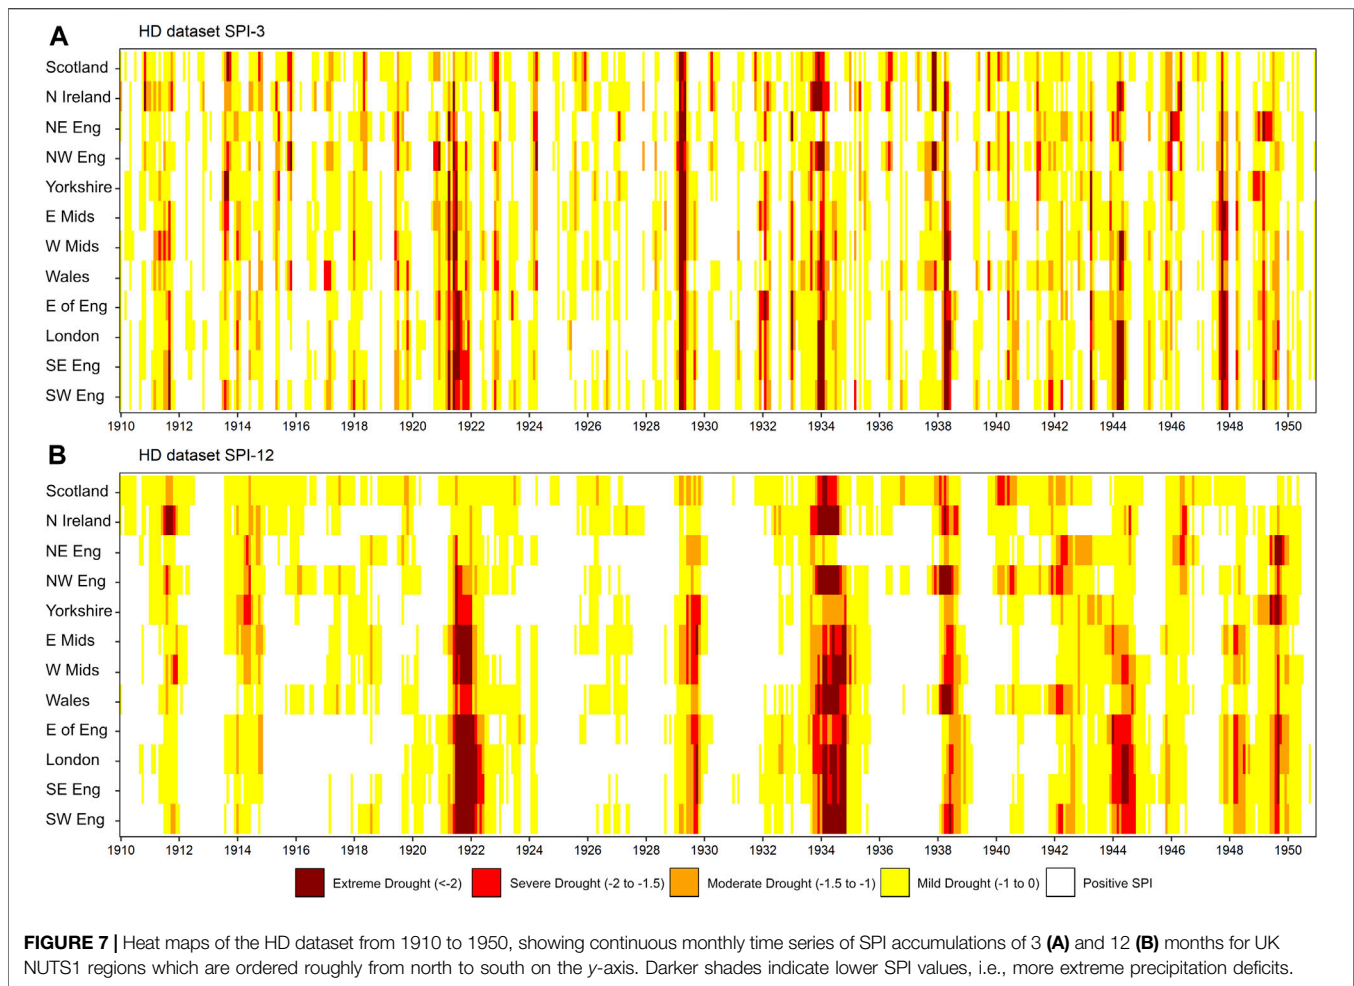 A
HD dataset SPI-3
Scotland
N Ireland
NE Eng
NW Eng
Yorkshire
E Mids
W Mids
Wales
E of Eng
London
SE Eng
SW Eng
1910 1912 1914 1916 1918 1920 1922 1924 1926 1928 1930 1932 1934 1936 1938 1940 1942 1944 1946 1948 1950
B
HD dataset SPI-12
Scotland
N Ireland
NE Eng
NW Eng
Yorkshire
E Mids
W Mids
Wales
E of Eng
London
SE Eng
SW Eng
1910 1912 1914 1916 1918 1920 1922 1924 1926 1928 1930 1932 1934 1936 1938 1940 1942 1944 1946 1948 1950
Extreme Drought (<-2) Severe Drought (-2 to -1.5) Moderate Drought (-1.5 to -1) Mild Drought (-1 to 0) Positive SPI
FIGURE 7 | Heat maps of the HD dataset from 1910 to 1950, showing continuous monthly time series of SPI accumulations of 3 (A) and 12 (B) months for UK
NUTS1 regions which are ordered roughly from north to south on the y-axis. Darker shades indicate lower SPI values, i.e., more extreme precipitation deficits.